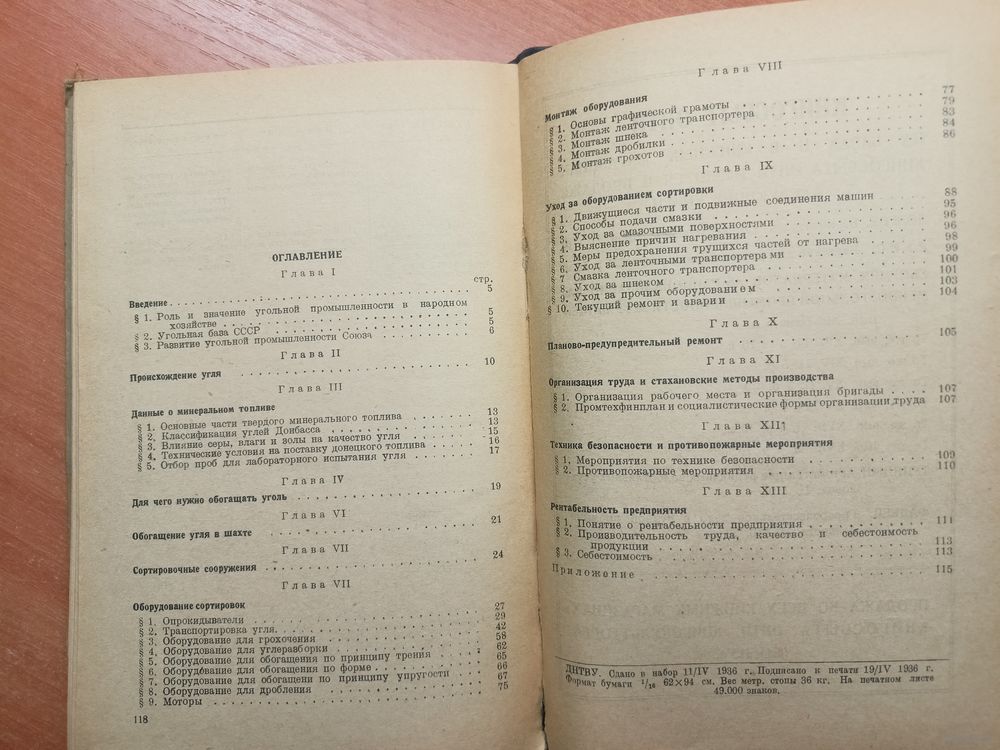 ОГЛАВЛЕНИЕ
Глава I
стр.
Введение . . . 5
§ 1. Роль и значение угольной промышленности в народном
хозяйстве . . . 5
§ 2. Угольная база СССР . . . 5
§ 3. Развитие угольной промышленности Союза . . . 6
Глава II
Происхождение угля . . . 10
Глава III
Данные о минеральном топливе
§ 1. Основные части твердого минерального топлива . . . 13
§ 2. Классификация углей Донбасса . . . 13
§ 3. Влияние серы, влаги и золы на качество угля . . . 15
§ 4. Технические условия на поставку донецкого топлива . . . 16
§ 5. Отбор проб для лабораторного испытания угля . . . 17
Глава IV
Для чего нужно обогащать уголь . . . 19
Глава VI
Обогащение угля в шахте . . . 21
Глава VII
Сортировочные сооружения . . . 24
Глава VII
Оборудование сортировок . . . 27
§ 1. Опрокидыватели . . . 29
§ 2. Транспортировка угля. . . . 42
§ 3. Оборудование для грохочения . . . 58
§ 4. Оборудование для углеразборки . . . 62
§ 5. Оборудование для обогащения по принципу трения . . . 65
§ 6. Оборудование для обогащения по форме . . . 66
§ 7. Оборудование для обогащени по принципу упругости . . . 67
§ 8. Оборудование для дробления . . . 75
§ 9. Моторы . . .
118
Глава VIII
Монтаж оборудования . . . 77
§ 1. Основы графической грамоты . . . 79
§ 2. Монтаж ленточного транспортера . . . 83
§ 3. Монтаж шнека . . . 84
§ 4. Монтаж дробилки . . . 86
§ 5. Монтаж грохотов . . .
Глава IX
Уход за оборудованием сортировки . . . 88
§ 1. Движущиеся части и подвижные соединения машин . . . 95
§ 2. Способы подачи смазки . . . 96
§ 3. Уход за смазочными поверхностями . . . 96
§ 4. Выяснение причин нагревания . . . 98
§ 5. Меры предохранения трущихся частей от нагрева . . . 99
§ 6. Уход за ленточными транспортерами . . . 100
§ 7 Смазка ленточного транспортера . . . 101
§ 8. Уход за шнеком . . . 103
§ 9. Уход за прочим оборудованием . . . 104
§ 10. Текущий ремонт и аварии . . .
Глава X
Планово-предупредительный ремонт . . . 105
Глава XI
Организация труда и стахановские методы производства
§ 1. Организация рабочего места и организация бригады . . . 107
§ 2. Промтехфинплан и социалистические формы организации труда 107
Глава XII
Техника безопасности и противопожарные мероприятия
§ 1. Мероприятия по технике безопасности . . . 109
§ 2. Противопожарные мероприятия . . . 110
Глава XIII
Рентабельность предприятия
§ 1. Понятие о рентабельности предприятия . . . 111
§ 2. Производительность труда, качество и себестоимость
продукции . . . 113
§ 3. Себестоимость . . . 113
Приложение . . . 115
ДНТВУ. Сдано в набор 11/IV 1936 г. Подписано к печати 19/IV 1936 г.
Формат бумаги 1/16 62×94 см. Вес метр. стопы 36 кг. На печатном листе
49.000 знаков.